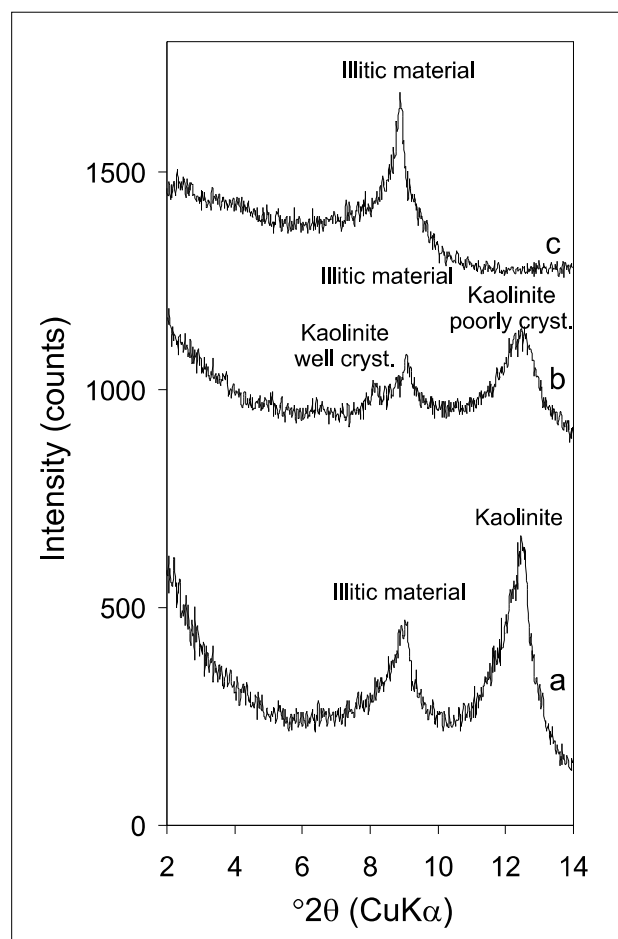 Illitic material
1500
c
Illitic material
Kaolinite
poorly cryst.
Kaolinite
well cryst.
1000
b
Intensity (counts)
Kaolinite
500
Illitic material
a
0
2 4 6 8 10 12 14
°2θ (CuKα)